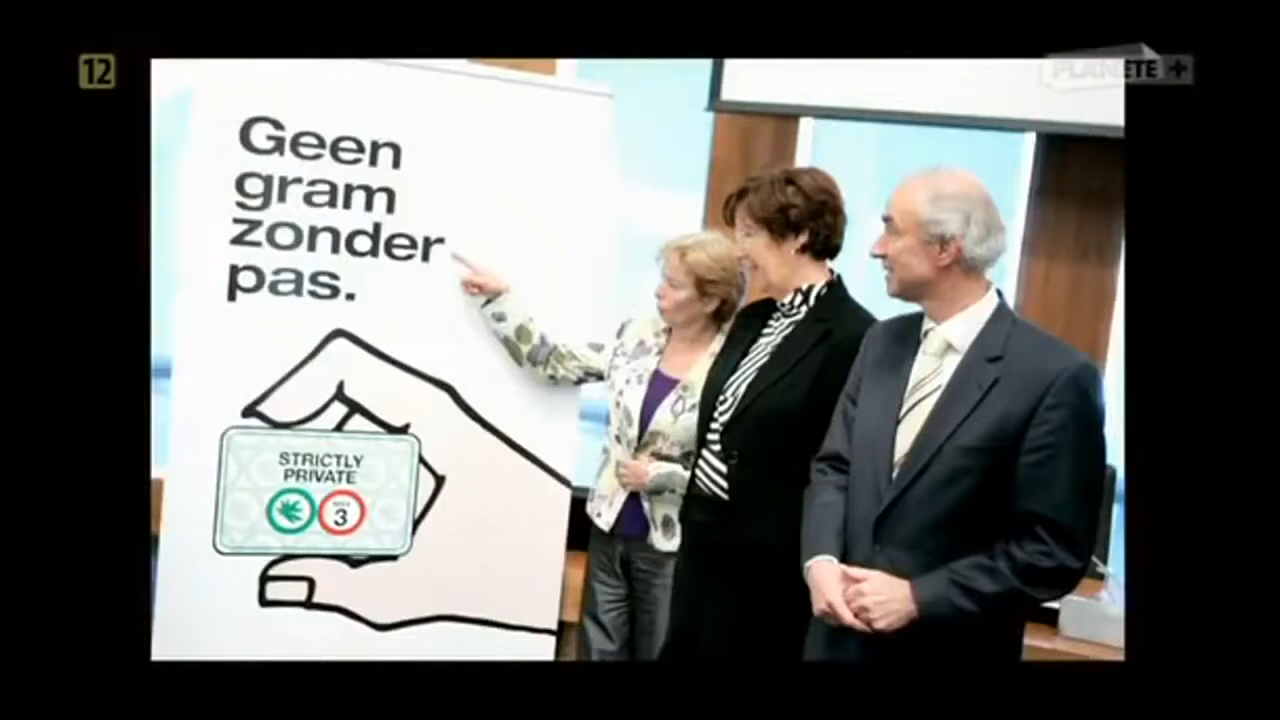 12
PLANETE +
Geen
gram
zonder
pas.
STRICTLY
PRIVATE
3